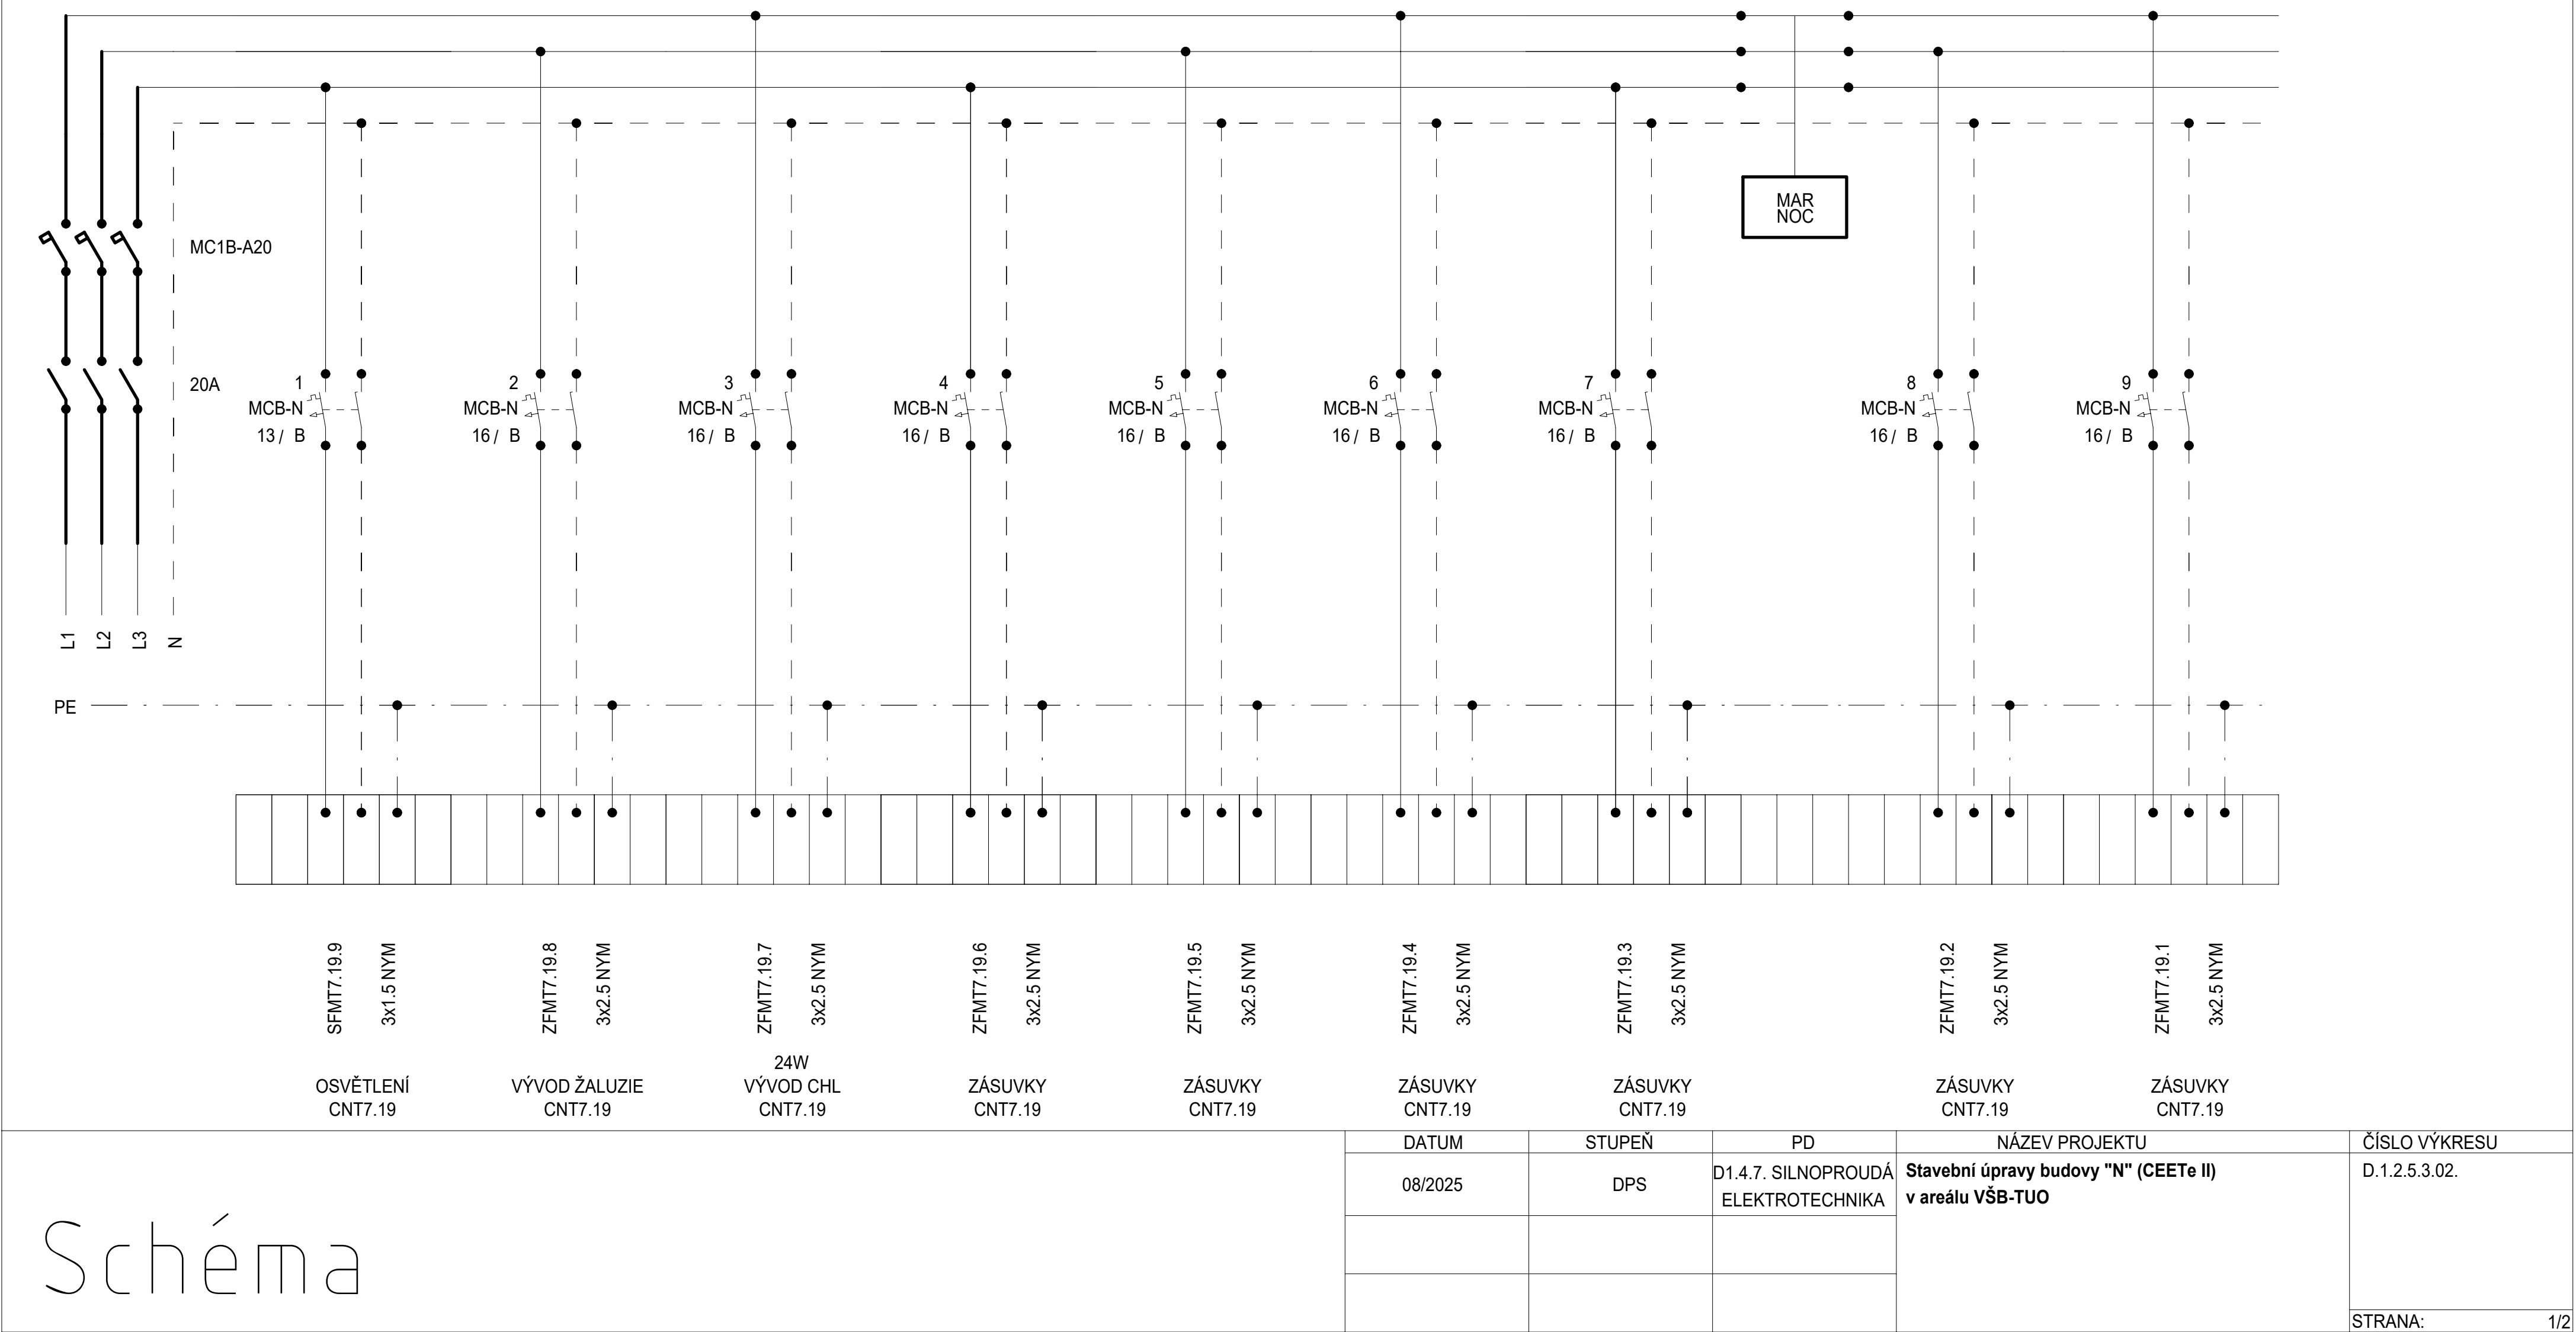 MAR
NOC
MC1B-A20
20A
1
MCB-N
13 / B
2
MCB-N
16 / B
3
MCB-N
16 / B
4
MCB-N
16 / B
5
MCB-N
16 / B
6
MCB-N
16 / B
7
MCB-N
16 / B
8
MCB-N
16 / B
9
MCB-N
16 / B
L1
L2
L3
N
PE
SFMT7.19.9
3x1.5 NYM
OSVĚTLENÍ
CNT7.19
ZFMT7.19.8
3x2.5 NYM
VÝVOD ŽALUZIE
CNT7.19
ZFMT7.19.7
3x2.5 NYM
24W
VÝVOD CHL
CNT7.19
ZFMT7.19.6
3x2.5 NYM
ZÁSUVKY
CNT7.19
ZFMT7.19.5
3x2.5 NYM
ZÁSUVKY
CNT7.19
ZFMT7.19.4
3x2.5 NYM
ZÁSUVKY
CNT7.19
ZFMT7.19.3
3x2.5 NYM
ZÁSUVKY
CNT7.19
ZFMT7.19.2
3x2.5 NYM
ZÁSUVKY
CNT7.19
ZFMT7.19.1
3x2.5 NYM
ZÁSUVKY
CNT7.19
Schéma
DATUM
08/2025
STUPEŇ
DPS
PD
D1.4.7. SILNOPROUDÁ
ELEKTROTECHNIKA
NÁZEV PROJEKTU
Stavební úpravy budovy "N" (CEETe II)
v areálu VŠB-TUO
ČÍSLO VÝKRESU
D.1.2.5.3.02.
STRANA: 1/2